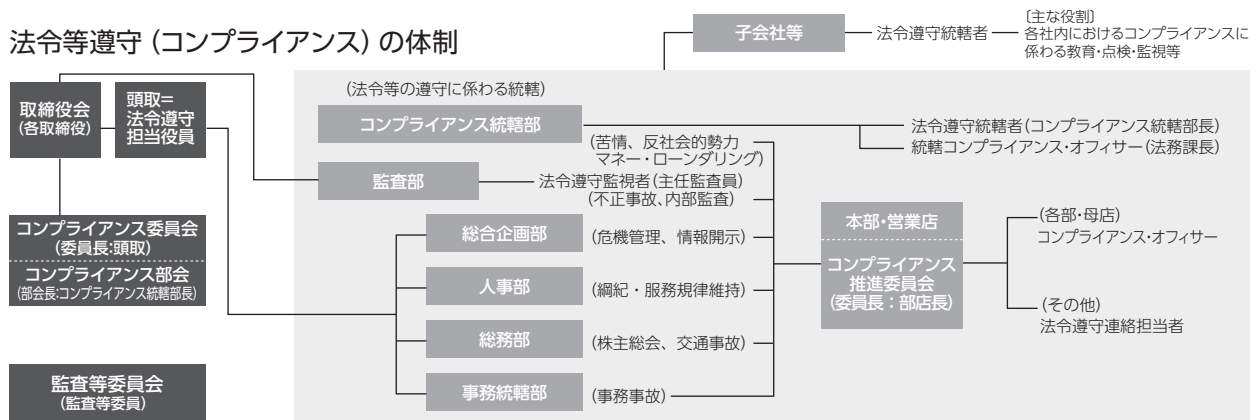 法令等遵守（コンプライアンス）の体制
子会社等
法令遵守統轄者
〔主な役割〕
各社内におけるコンプライアンスに
係わる教育・点検・監視等
取締役会
(各取締役)
頭取=
法令遵守
担当役員
コンプライアンス委員会
(委員長:頭取)
コンプライアンス部会
(部会長:コンプライアンス統轄部長)
監査等委員会
(監査等委員)
(法令等の遵守に係わる統轄)
コンプライアンス統轄部
(苦情、反社会的勢力
マネー・ローンダリング)
法令遵守統轄者(コンプライアンス統轄部長)
統轄コンプライアンス・オフィサー(法務課長)
監査部
法令遵守監視者(主任監査員)
(不正事故、内部監査)
総合企画部
(危機管理、情報開示)
人事部
(綱紀・服務規律維持)
総務部
(株主総会、交通事故)
事務統轄部
(事務事故)
本部・営業店
コンプライアンス
推進委員会
(委員長：部店長)
(各部・母店)
コンプライアンス・オフィサー
(その他)
法令遵守連絡担当者